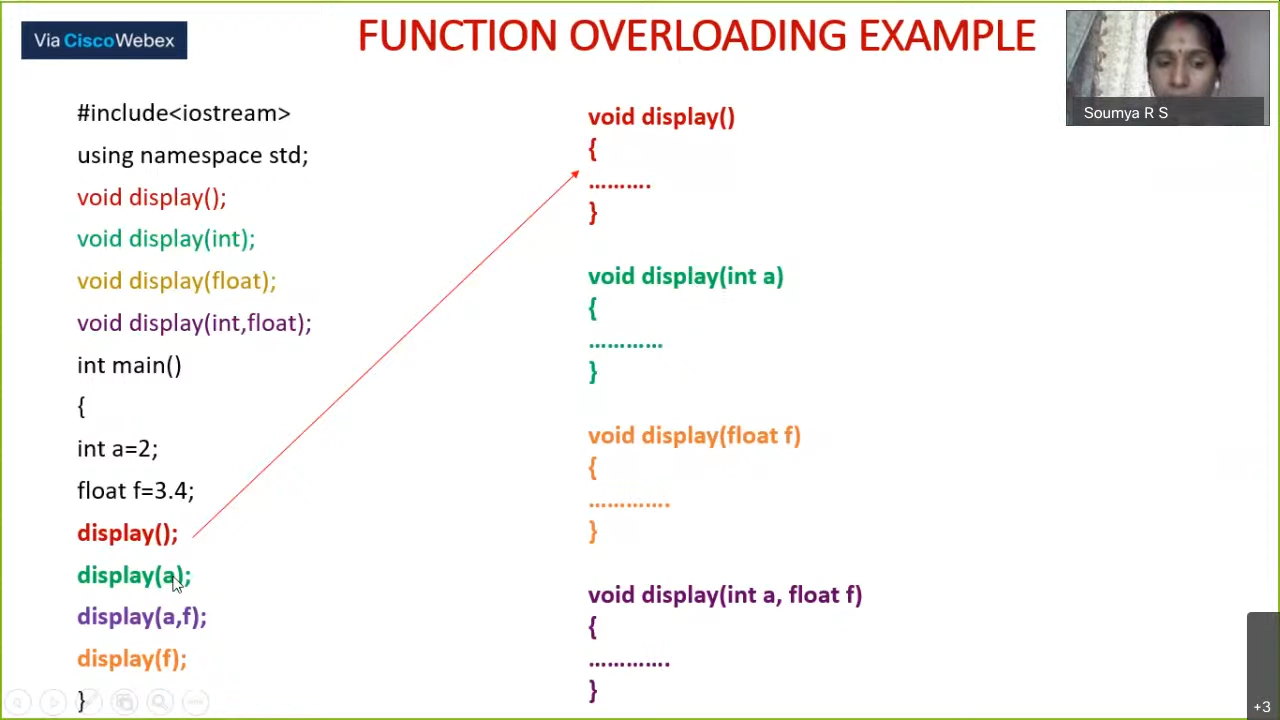 Via CiscoWebex
FUNCTION OVERLOADING EXAMPLE
Soumya R S
#include<iostream>
using namespace std;
void display();
void display(int);
void display(float);
void display(int,float);
int main()
{
int a=2;
float f=3.4;
display();
display(a);
display(a,f);
display(f);
}
void display()
{
……….
}
void display(int a)
{
…………
}
void display(float f)
{
………….
}
void display(int a, float f)
{
………….
}
+3